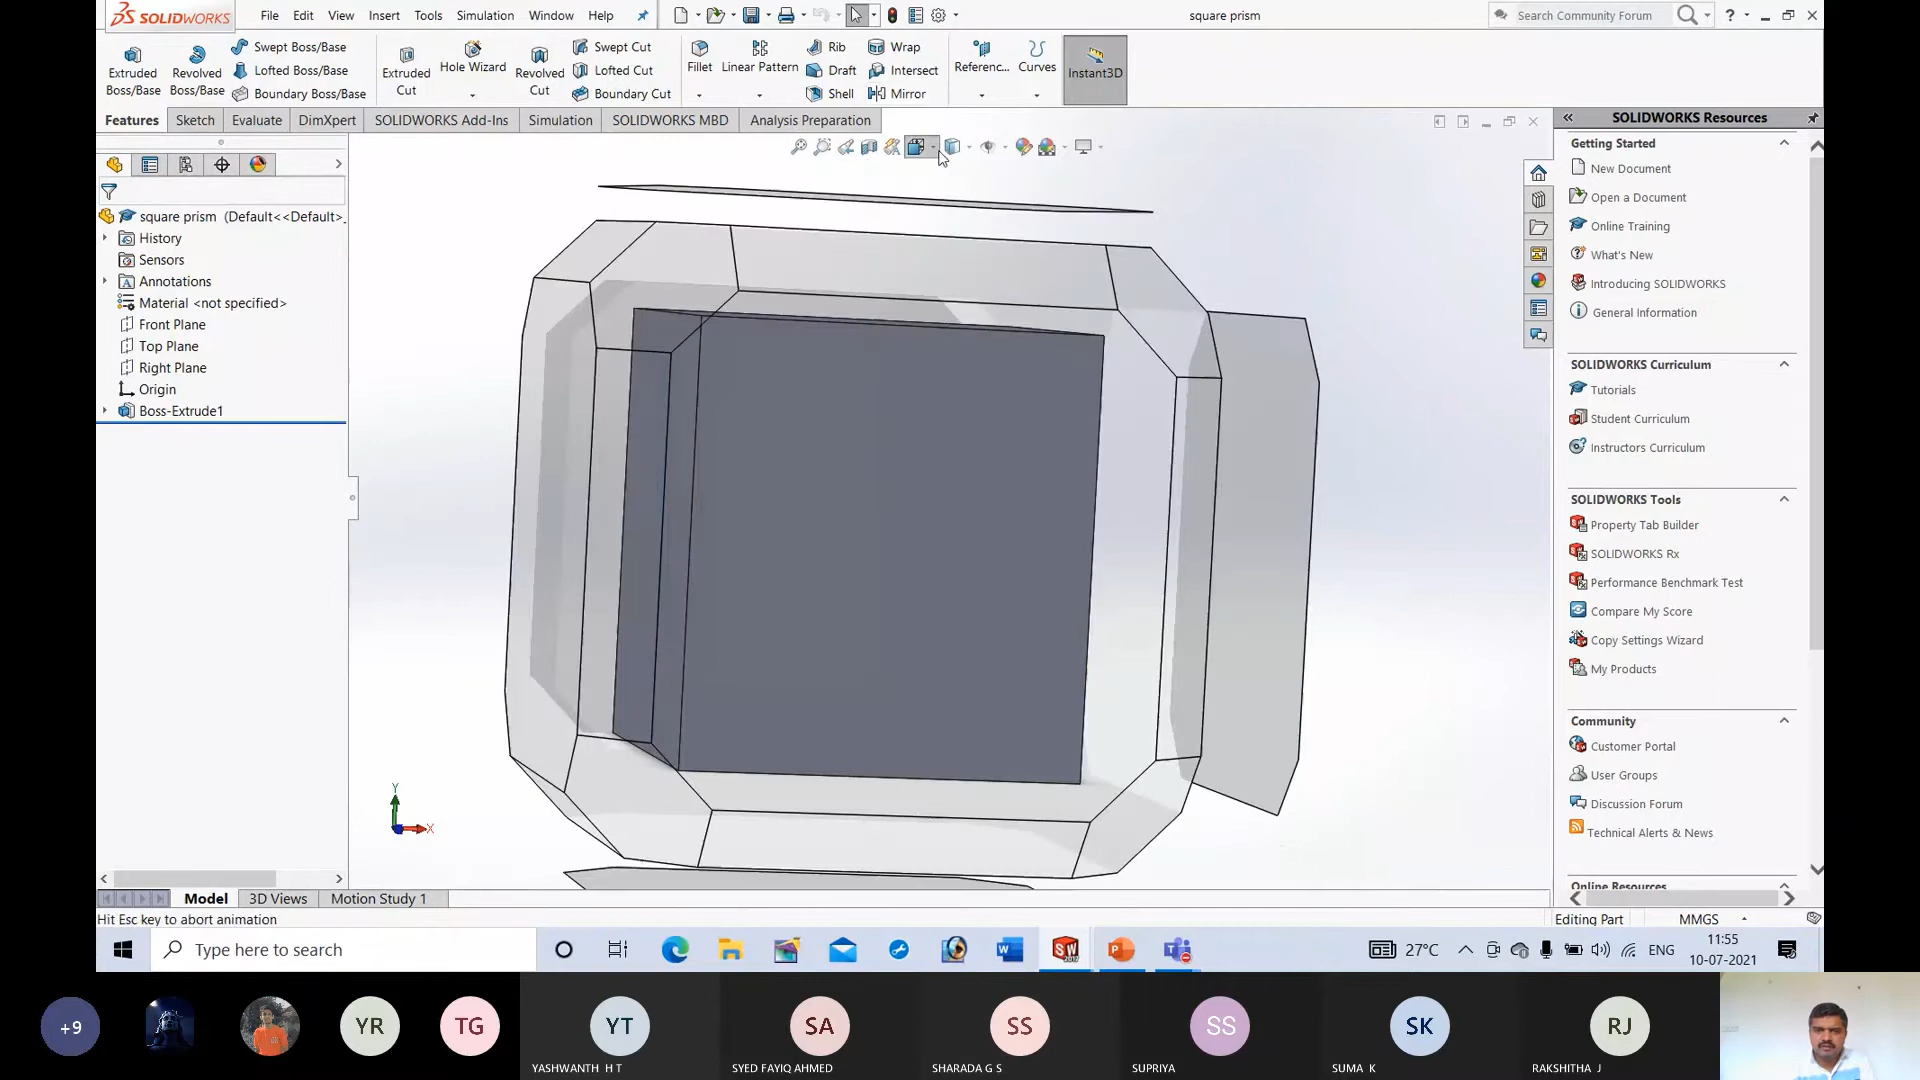 SOLIDWORKS File Edit View Insert Tools Simulation Window Help square prism Search Community Forum ?
Extruded Boss/Base
Revolved Boss/Base
Swept Boss/Base
Lofted Boss/Base
Boundary Boss/Base
Extruded Cut
Hole Wizard
Revolved Cut
Swept Cut
Lofted Cut
Boundary Cut
Fillet
Linear Pattern
Rib
Draft
Shell
Wrap
Intersect
Mirror
Referenc...
Curves
Instant3D
Features Sketch Evaluate DimXpert SOLIDWORKS Add-Ins Simulation SOLIDWORKS MBD Analysis Preparation
square prism (Default<<Default>_
History
Sensors
Annotations
Material <not specified>
Front Plane
Top Plane
Right Plane
Origin
Boss-Extrude1
Y
X
SOLIDWORKS Resources
Getting Started
New Document
Open a Document
Online Training
What's New
Introducing SOLIDWORKS
General Information
SOLIDWORKS Curriculum
Tutorials
Student Curriculum
Instructors Curriculum
SOLIDWORKS Tools
Property Tab Builder
SOLIDWORKS Rx
Performance Benchmark Test
Compare My Score
Copy Settings Wizard
My Products
Community
Customer Portal
User Groups
Discussion Forum
Technical Alerts & News
Online Resources
Model 3D Views Motion Study 1
Hit Esc key to abort animation Editing Part MMGS
Type here to search 27°C ENG 11:55
10-07-2021
+9 YR TG YT SA SS SS SK RJ
YASHWANTH H T SYED FAYIQ AHMED SHARADA G S SUPRIYA SUMA K RAKSHITHA J